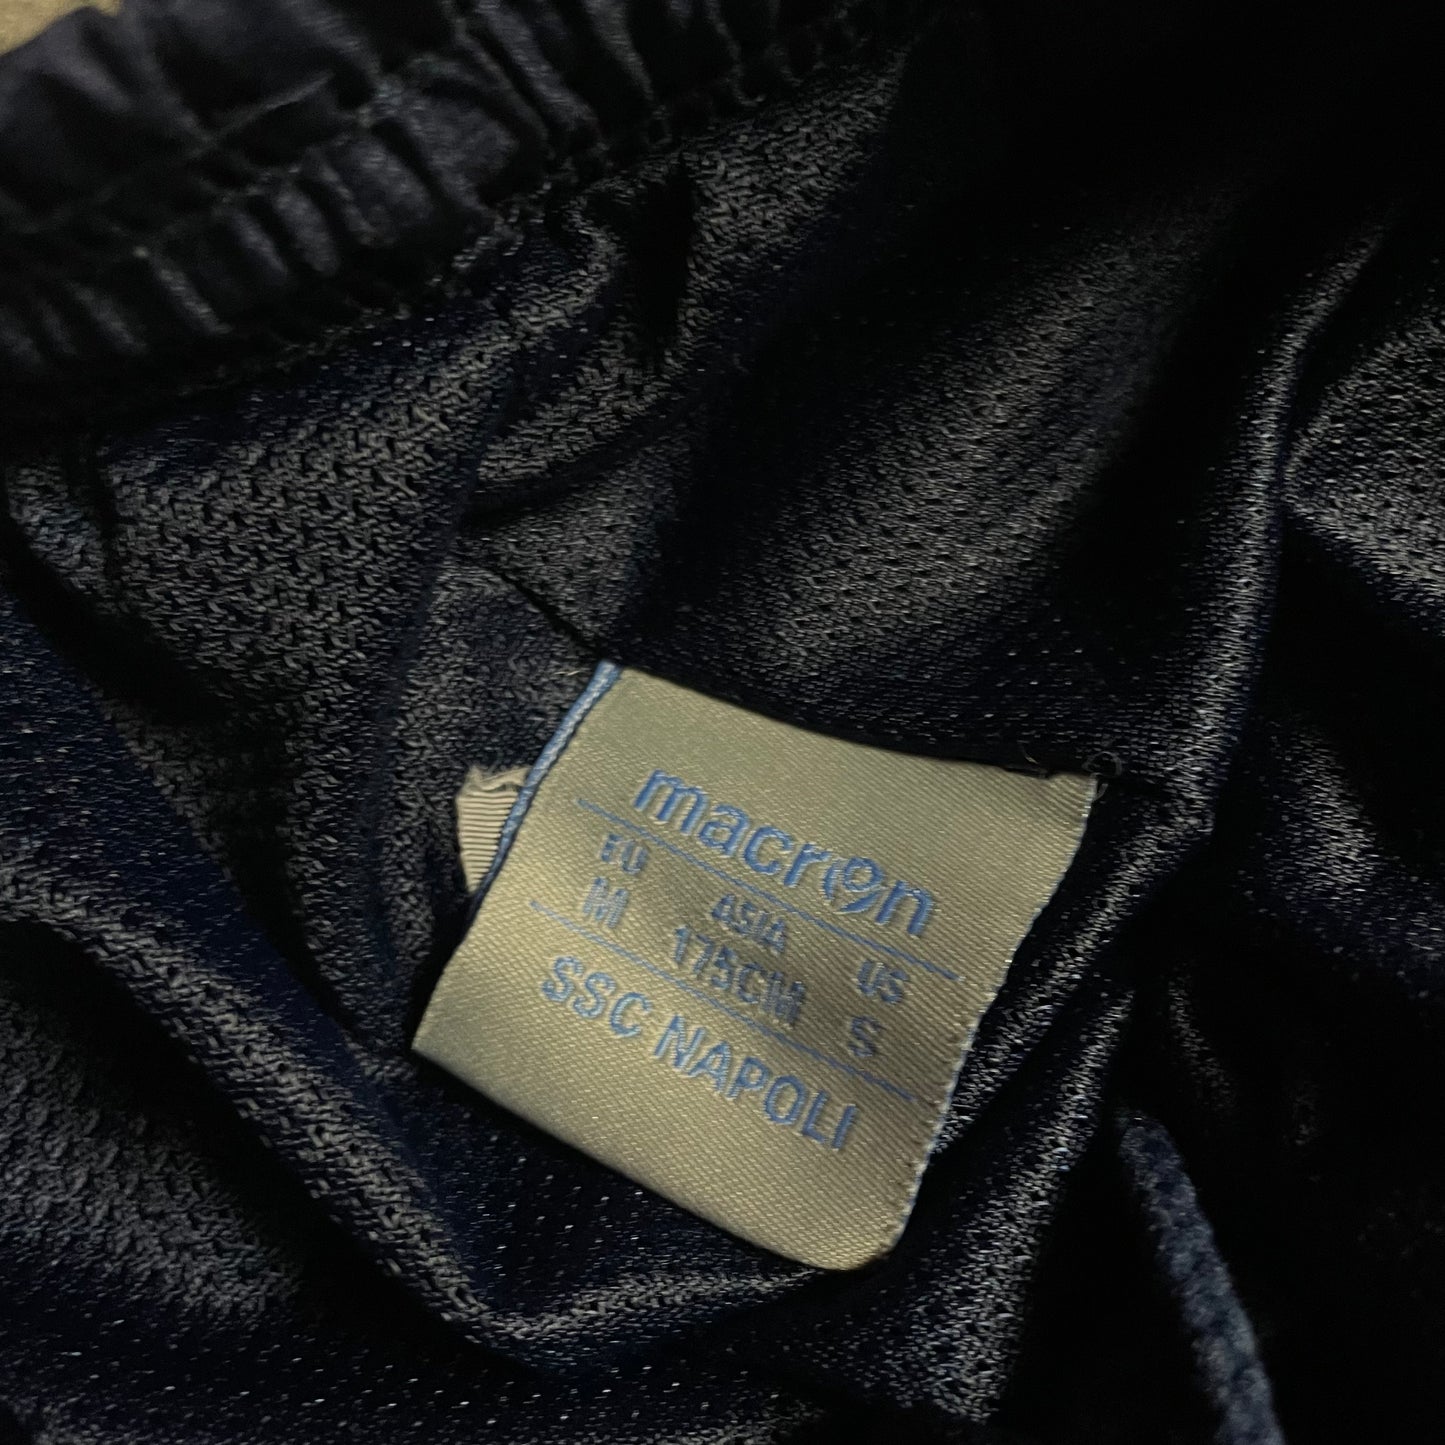 macron
EU ASIA US
M 175CM S
SSC NAPOLI